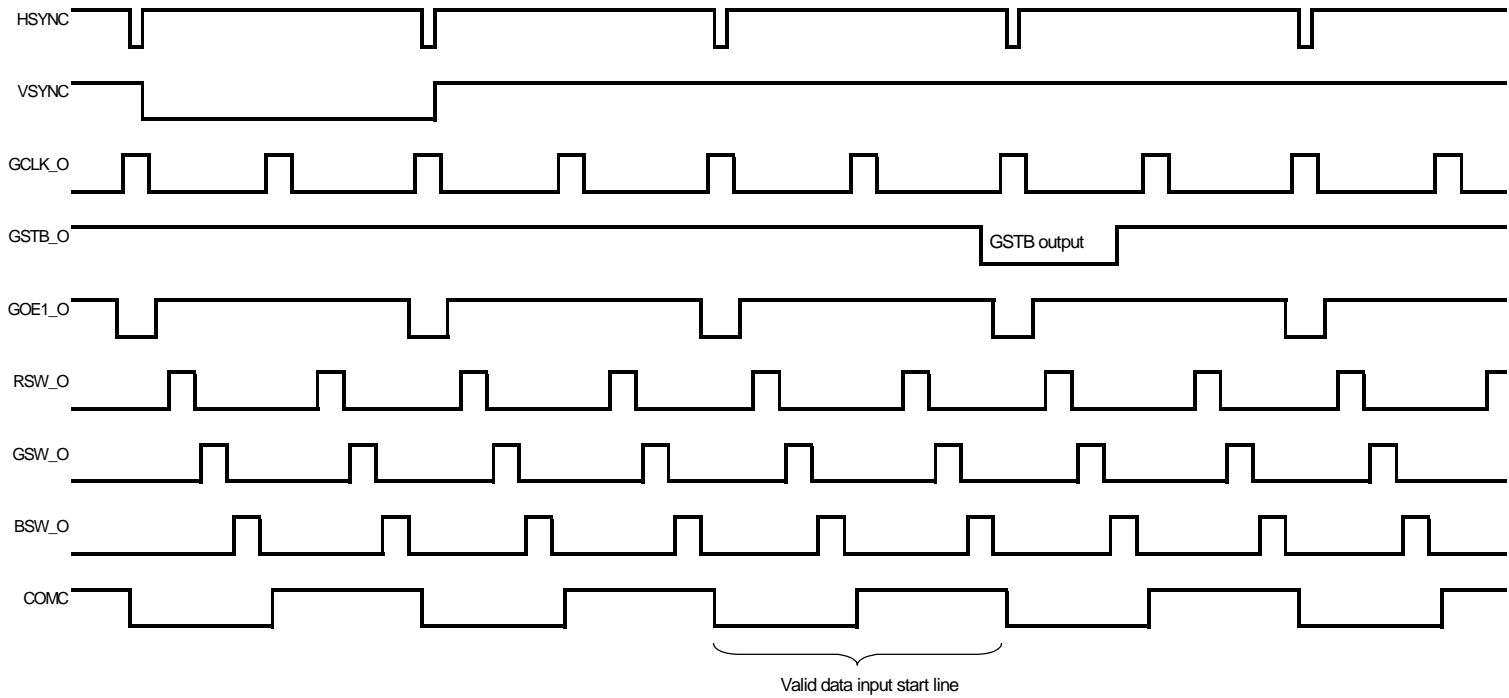 HSYNC
VSYNC
GCLK_O
GSTB_O
GSTB output
GOE1_O
RSW_O
GSW_O
BSW_O
COMC
Valid data input start line